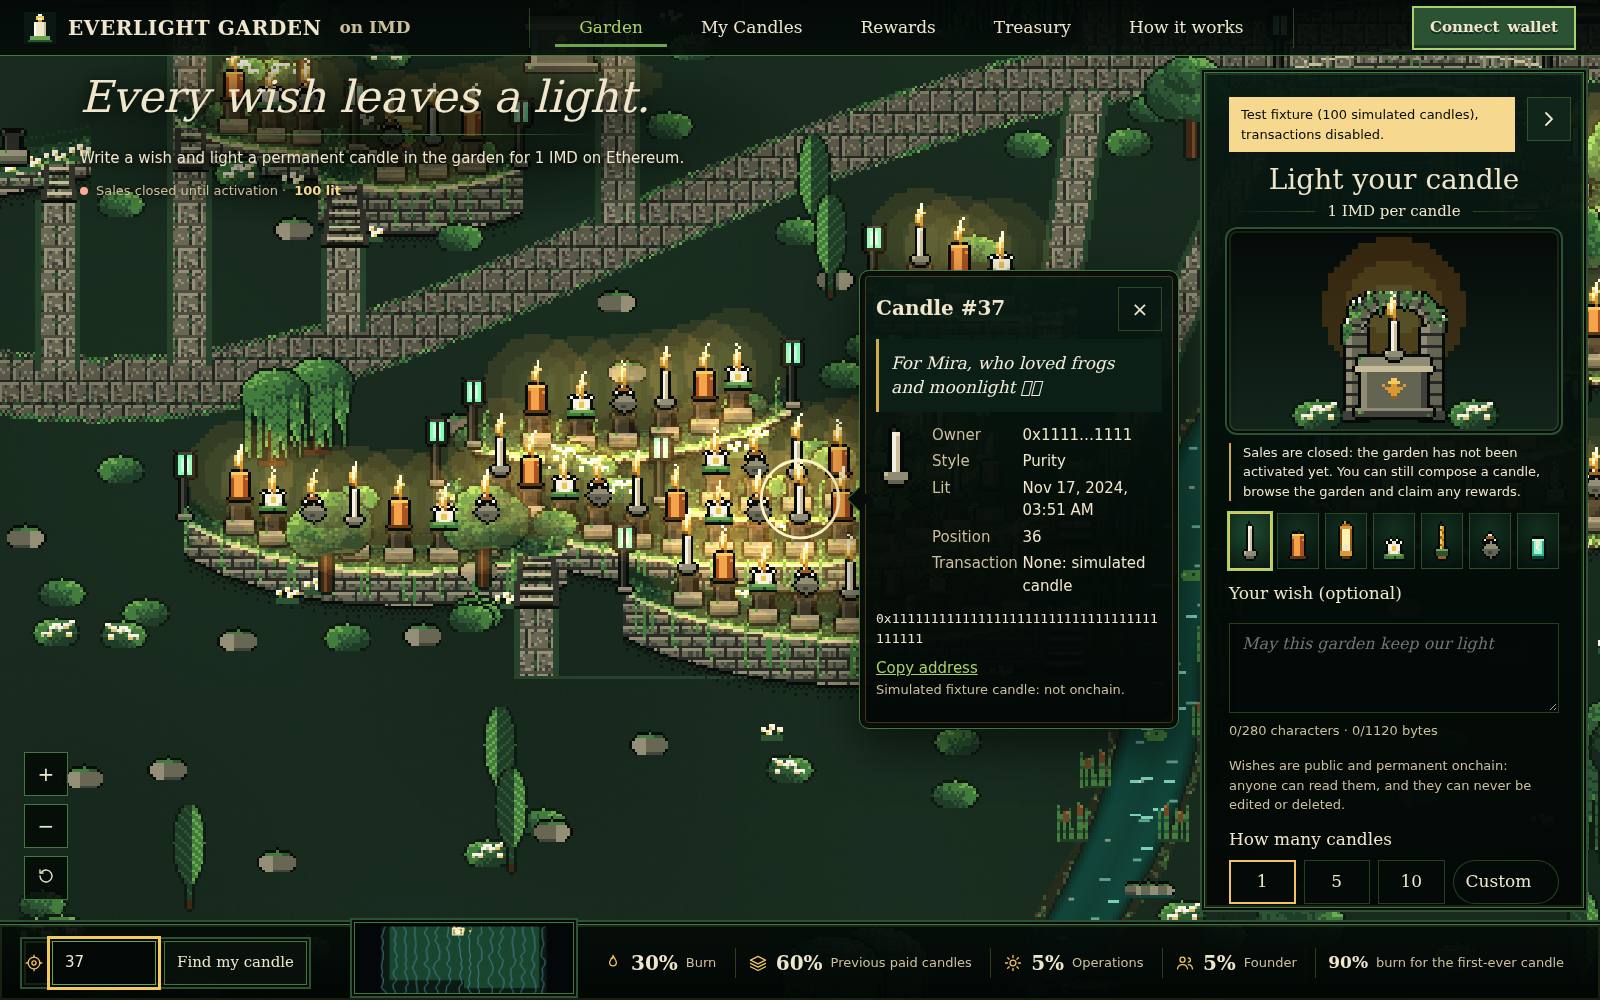 EVERLIGHT GARDEN on IMD
Garden
My Candles
Rewards
Treasury
How it works
Connect wallet
Every wish leaves a light.
Write a wish and light a permanent candle in the garden for 1 IMD on Ethereum.
Sales closed until activation · 100 lit
Candle #37
×
For Mira, who loved frogs
and moonlight
Owner 0x1111…1111
Style Purity
Lit Nov 17, 2024,
03:51 AM
Position 36
Transaction None: simulated
candle
0x1111111111111111111111111111111111
111111
Copy address
Simulated fixture candle: not onchain.
Test fixture (100 simulated candles),
transactions disabled.
Light your candle
1 IMD per candle
Sales are closed: the garden has not been
activated yet. You can still compose a candle,
browse the garden and claim any rewards.
Your wish (optional)
May this garden keep our light
0/280 characters · 0/1120 bytes
Wishes are public and permanent onchain:
anyone can read them, and they can never be
edited or deleted.
How many candles
1
5
10
Custom
+
−
37
Find my candle
30% Burn
60% Previous paid candles
5% Operations
5% Founder
90% burn for the first-ever candle